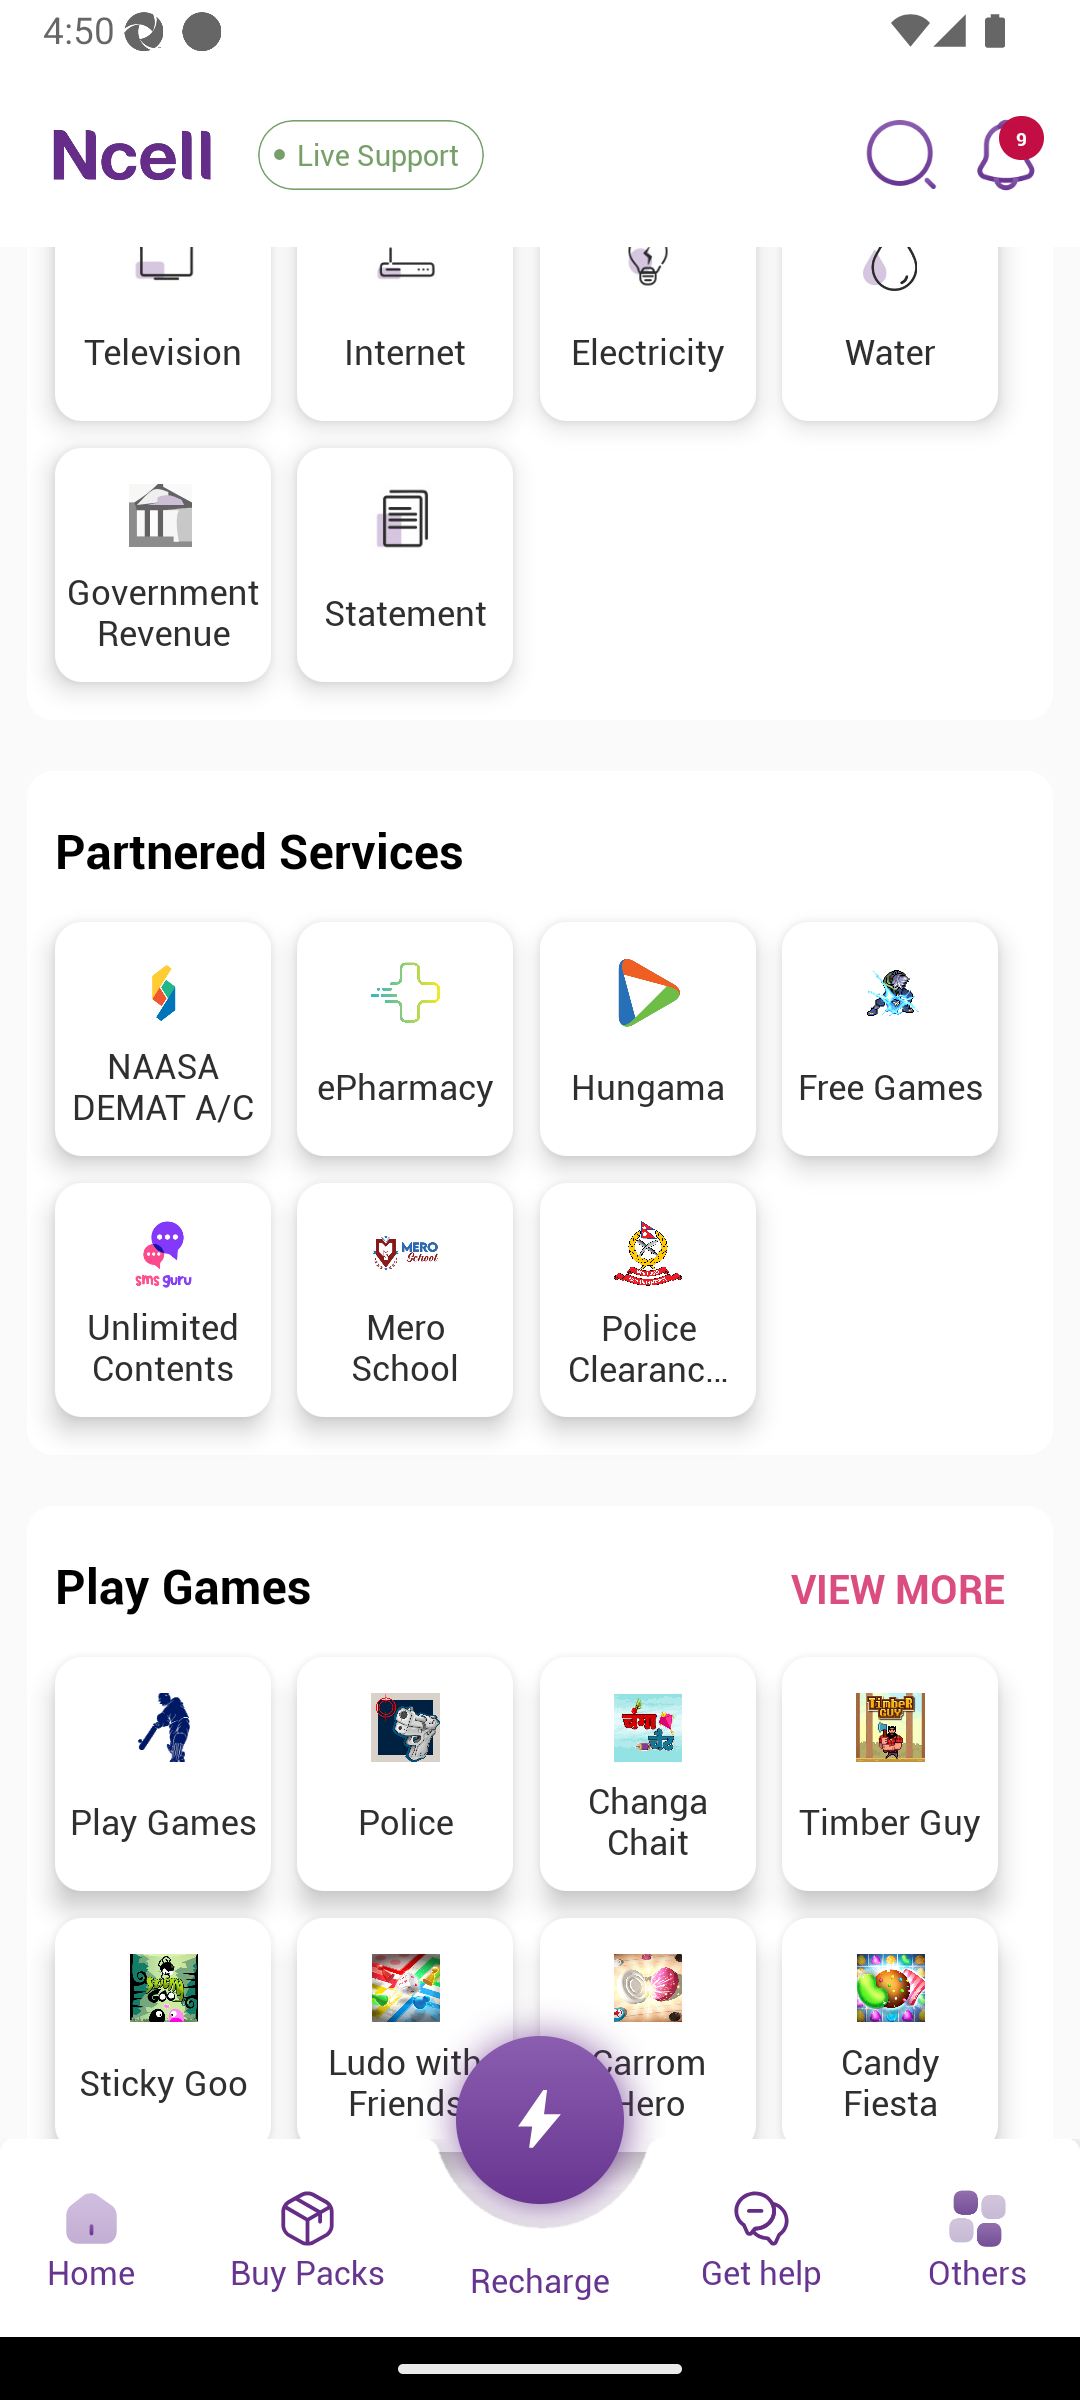 4:50
Ncell
Live Support
9
Television
Internet
Electricity
Water
Government
Revenue
Statement
Partnered Services
NAASA
DEMAT A/C
ePharmacy
Hungama
Free Games
sms guru
Unlimited
Contents
MERO
School
Mero
School
Police
Clearanc...
Play Games
VIEW MORE
Play Games
Police
चंगा
चैट
Changa
Chait
TIMBER
GUY
Timber Guy
Sticky Goo
Ludo with
Friends
Carrom
Hero
Candy
Fiesta
Home
Buy Packs
Recharge
Get help
Others